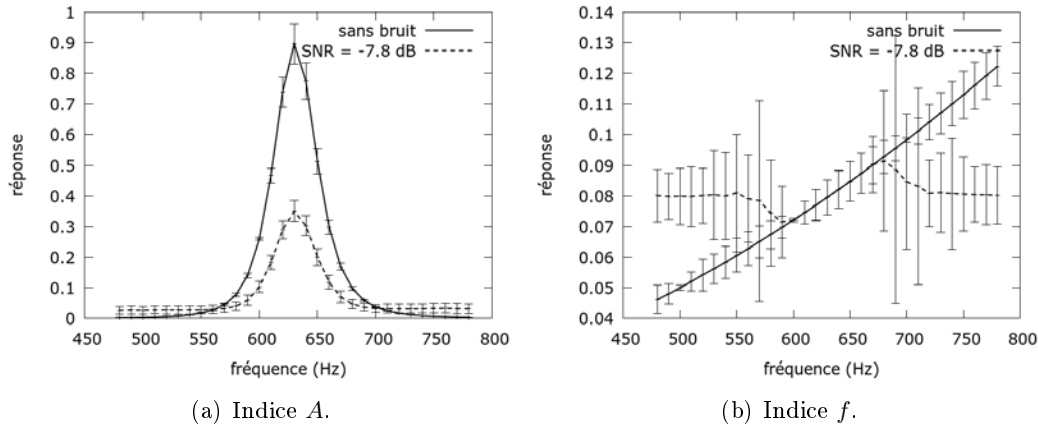 1
0.9
0.8
0.7
0.6
0.5
0.4
0.3
0.2
0.1
0
réponse
sans bruit
SNR = -7.8 dB
450 500 550 600 650 700 750 800
fréquence (Hz)
(a) Indice A.
0.14
0.13
0.12
0.11
0.1
0.09
0.08
0.07
0.06
0.05
0.04
réponse
sans bruit
SNR = -7.8 dB
450 500 550 600 650 700 750 800
fréquence (Hz)
(b) Indice f.